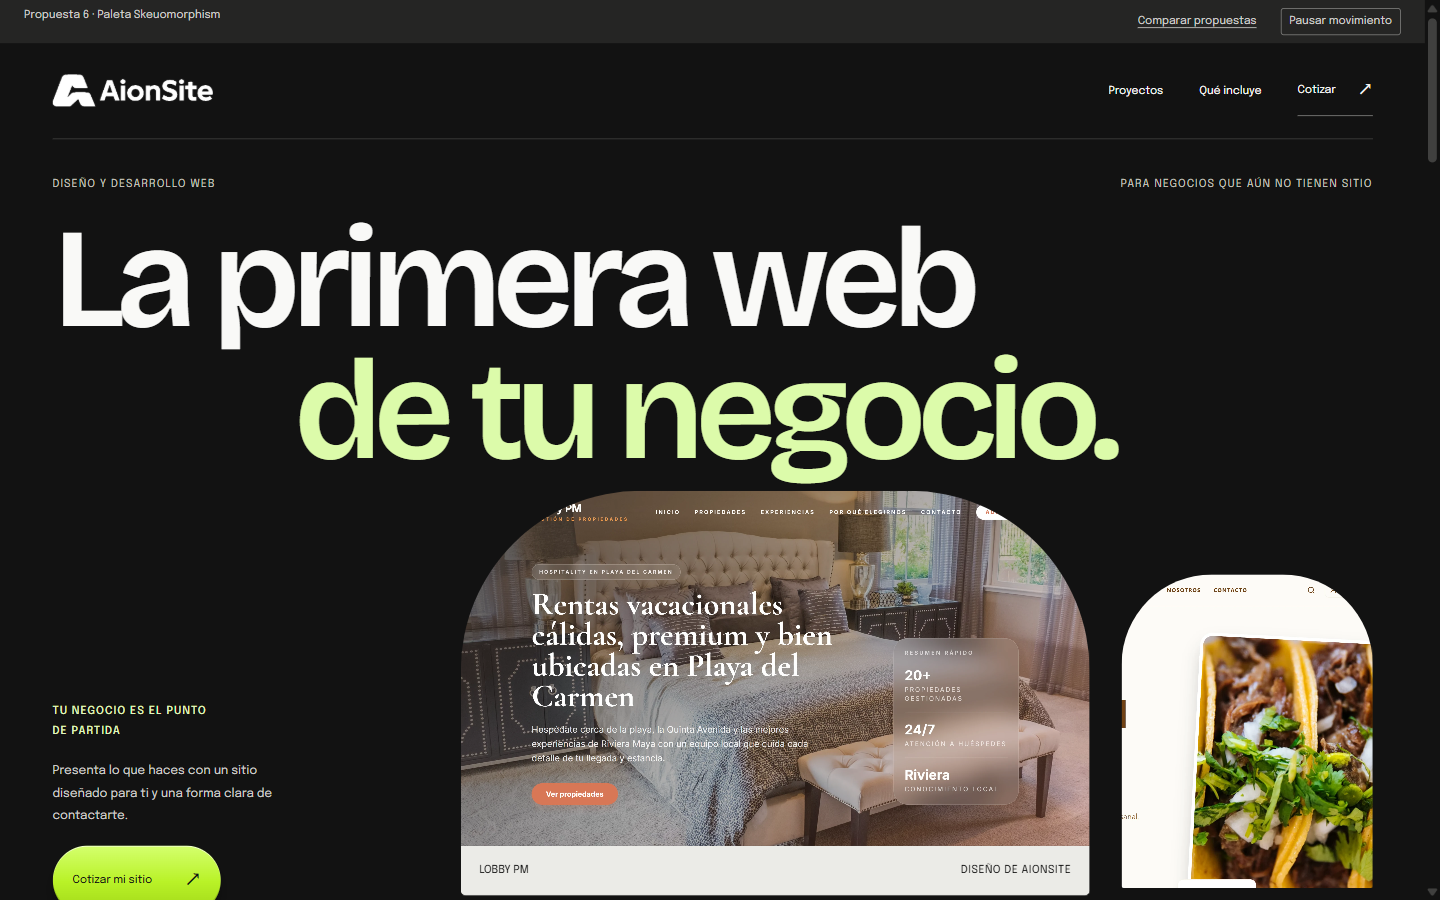 Propuesta 6 · Paleta Skeuomorphism
Comparar propuestas
Pausar movimiento
AionSite
Proyectos
Qué incluye
Cotizar ↗
DISEÑO Y DESARROLLO WEB
PARA NEGOCIOS QUE AÚN NO TIENEN SITIO
La primera web
de tu negocio.
PM
INICIO
PROPIEDADES
EXPERIENCIAS
POR QUÉ ELEGIRNOS
CONTACTO
DE PROPIEDADES
HOSPITALITY EN PLAYA DEL CARMEN
Rentas vacacionales
cálidas, premium y bien
ubicadas en Playa del
Carmen
Hospédate cerca de la playa, la Quinta Avenida y las mejores
experiencias de Riviera Maya con un equipo local que cuida cada
detalle de tu llegada y estancia.
Ver propiedades
RESUMEN RÁPIDO
20+
PROPIEDADES
GESTIONADAS
24/7
ATENCIÓN A HUÉSPEDES
Riviera
CONOCIMIENTO LOCAL
LOBBY PM
DISEÑO DE AIONSITE
NOSOTROS
CONTACTO
TU NEGOCIO ES EL PUNTO
DE PARTIDA
Presenta lo que haces con un sitio
diseñado para ti y una forma clara de
contactarte.
Cotizar mi sitio ↗